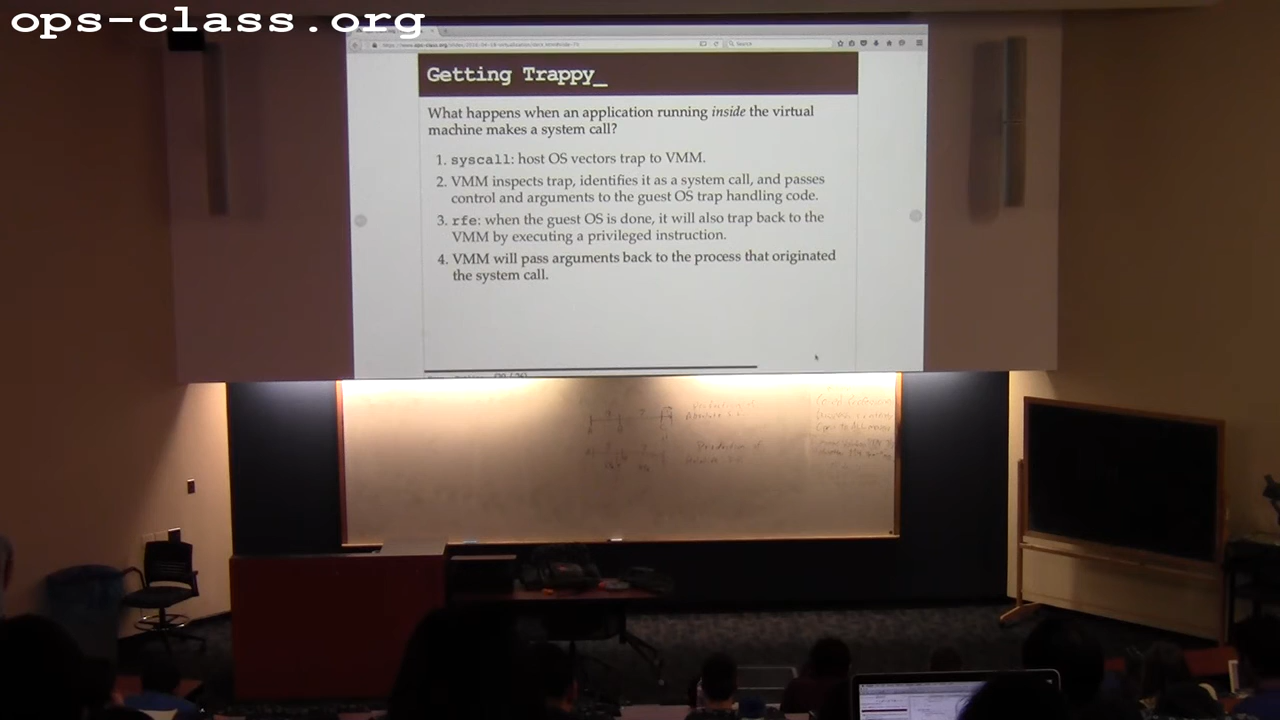 ops-class.org
Search
Getting Trappy_
What happens when an application running inside the virtual
machine makes a system call?
1. syscall: host OS vectors trap to VMM.
2. VMM inspects trap, identifies it as a system call, and passes
control and arguments to the guest OS trap handling code.
3. rfe: when the guest OS is done, it will also trap back to the
VMM by executing a privileged instruction.
4. VMM will pass arguments back to the process that originated
the system call.